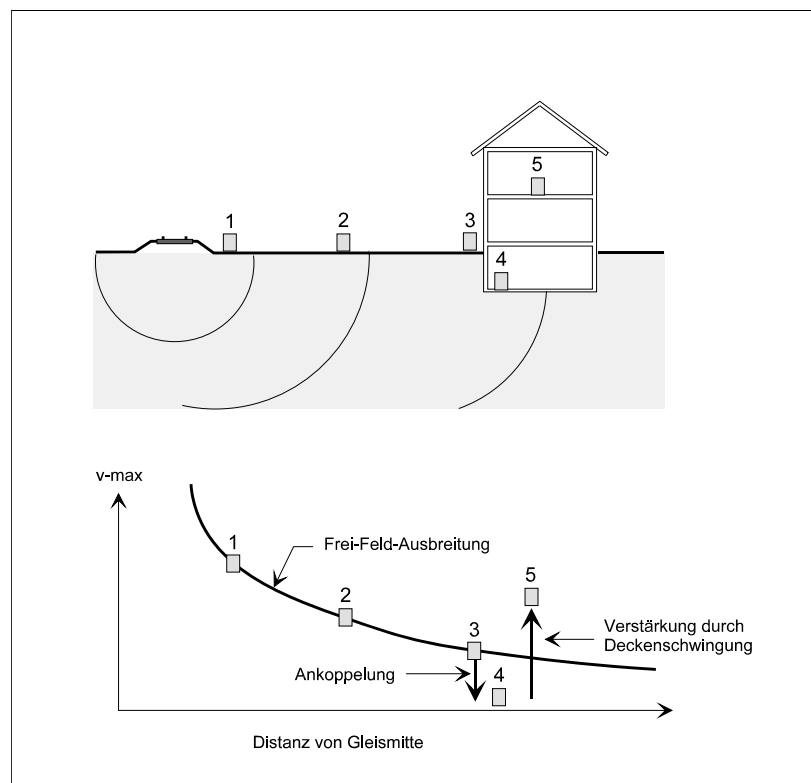 5
1
2
3
4
v-max
1
Frei-Feld-Ausbreitung
2
5
3
Verstärkung durch
Deckenschwingung
Ankoppelung
4
Distanz von Gleismitte